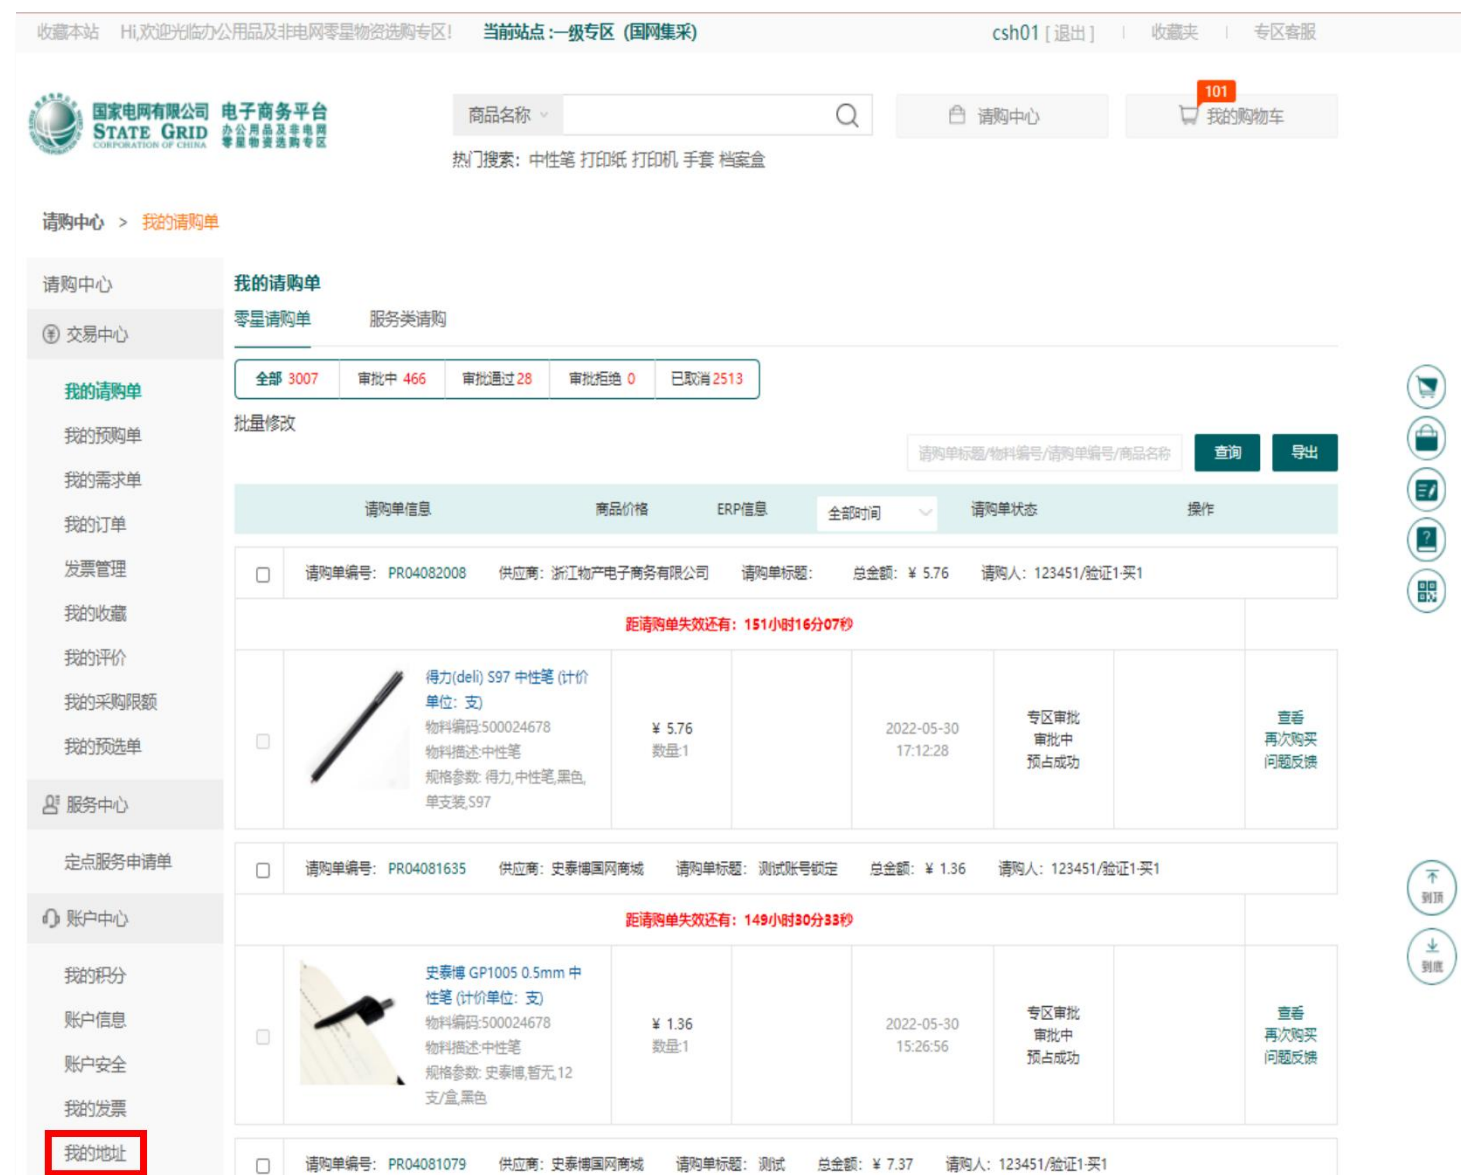 收藏本站 Hi,欢迎光临办公用品及非电网零星物资选购专区! 当前站点:一级专区（国网集采） csh01 [ 退出 ] 收藏夹 专区客服
101
国家电网有限公司 电子商务平台 商品名称 请购中心 我的购物车
STATE GRID 办公用品及非电网
CORPORATION OF CHINA 零星物资选购专区
热门搜索：中性笔 打印纸 打印机 手套 档案盒
请购中心 > 我的请购单
请购中心
交易中心
我的请购单
我的预购单
我的需求单
我的订单
发票管理
我的收藏
我的评价
我的采购限额
我的预选单
服务中心
定点服务申请单
账户中心
我的积分
账户信息
账户安全
我的发票
我的地址
我的请购单
零星请购单 服务类请购
全部 3007 审批中 466 审批通过 28 审批拒绝 0 已取消 2513
批量修改
请购单标题/物料编号/请购单编号/商品名称 查询 导出
请购单信息 商品价格 ERP信息 全部时间 请购单状态 操作
请购单编号：PR04082008 供应商：浙江物产电子商务有限公司 请购单标题： 总金额：¥ 5.76 请购人：123451/验证1-买1
距请购单失效还有：151小时16分07秒
得力(deli) S97 中性笔 (计价
单位：支)
物料编码:500024678
物料描述:中性笔
规格参数: 得力,中性笔,黑色,
单支装,S97
¥ 5.76
数量:1
2022-05-30
17:12:28
专区审批
审批中
预占成功
查看
再次购买
问题反馈
请购单编号：PR04081635 供应商：史泰博国网商城 请购单标题：测试账号锁定 总金额：¥ 1.36 请购人：123451/验证1-买1
距请购单失效还有：149小时30分33秒
史泰博 GP1005 0.5mm 中
性笔 (计价单位：支)
物料编码:500024678
物料描述:中性笔
规格参数: 史泰博,暂无,12
支/盒,黑色
¥ 1.36
数量:1
2022-05-30
15:26:56
专区审批
审批中
预占成功
查看
再次购买
问题反馈
请购单编号：PR04081079 供应商：史泰博国网商城 请购单标题：测试 总金额：¥ 7.37 请购人：123451/验证1-买1
到顶
到底